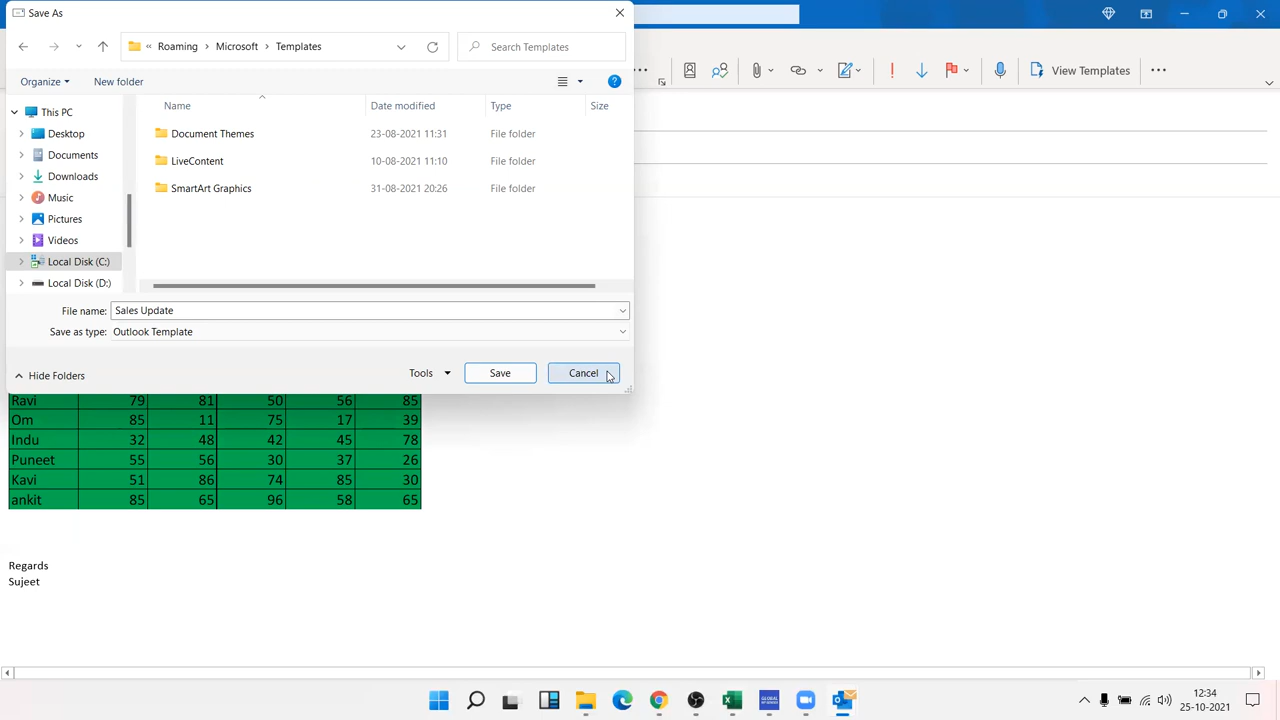 Save As
« Roaming > Microsoft > Templates
Search Templates
Organize
New folder
View Templates
Name
Date modified
Type
Size
This PC
Desktop
Documents
Downloads
Music
Pictures
Videos
Local Disk (C:)
Local Disk (D:)
Document Themes 23-08-2021 11:31 File folder
LiveContent 10-08-2021 11:10 File folder
SmartArt Graphics 31-08-2021 20:26 File folder
File name: Sales Update
Save as type: Outlook Template
Hide Folders
Tools
Save
Cancel
Ravi 79 81 50 56 85
Om 85 11 75 17 39
Indu 32 48 42 45 78
Puneet 55 56 30 37 26
Kavi 51 86 74 85 30
ankit 85 65 96 58 65
Regards
Sujeet
12:34
25-10-2021